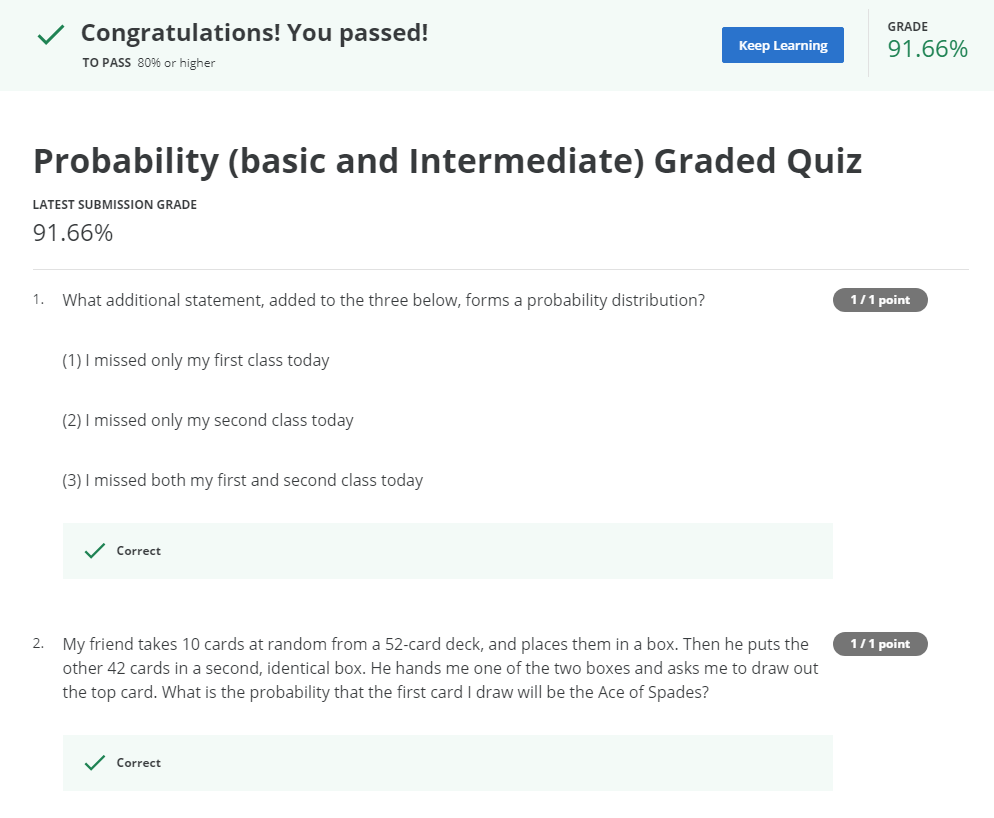 Congratulations! You passed!
TO PASS 80% or higher
Keep Learning
GRADE
91.66%
Probability (basic and Intermediate) Graded Quiz
LATEST SUBMISSION GRADE
91.66%
1. What additional statement, added to the three below, forms a probability distribution?
1 / 1 point
(1) I missed only my first class today
(2) I missed only my second class today
(3) I missed both my first and second class today
Correct
2. My friend takes 10 cards at random from a 52-card deck, and places them in a box. Then he puts the
1 / 1 point
other 42 cards in a second, identical box. He hands me one of the two boxes and asks me to draw out
the top card. What is the probability that the first card I draw will be the Ace of Spades?
Correct